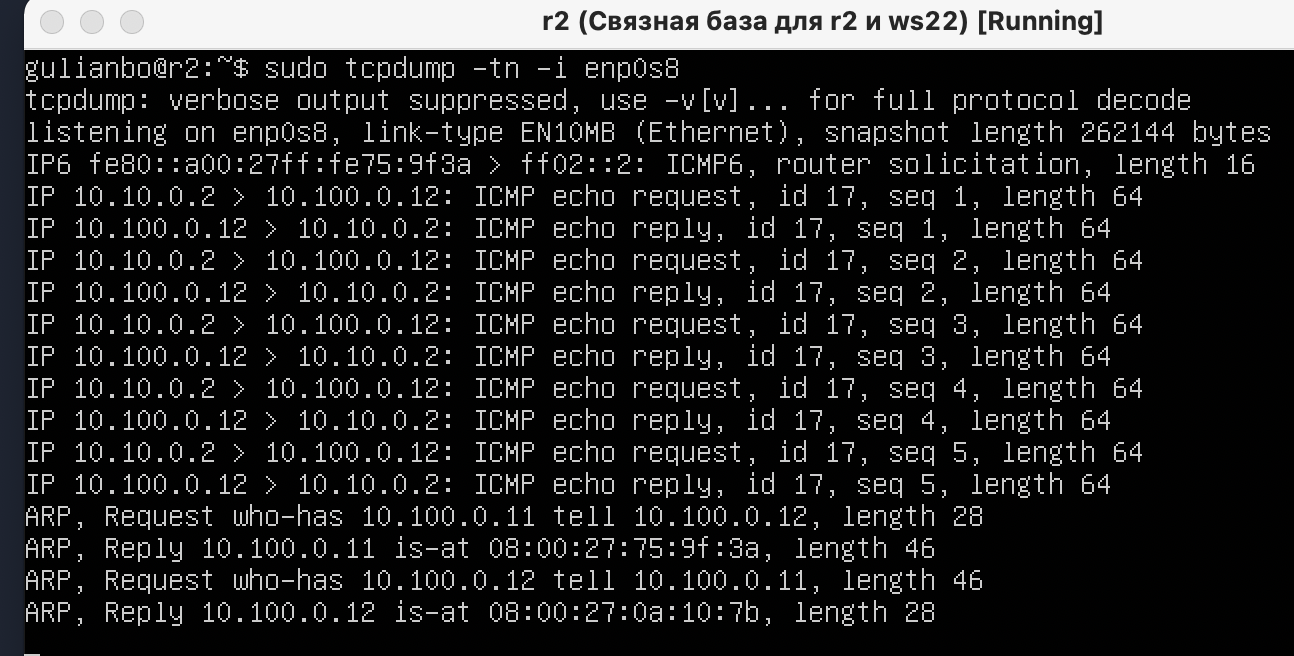 r2 (Связная база для r2 и ws22) [Running]
gulianbo@r2:~$ sudo tcpdump -tn -i enp0s8
tcpdump: verbose output suppressed, use -v[v]... for full protocol decode
listening on enp0s8, link-type EN10MB (Ethernet), snapshot length 262144 bytes
IP6 fe80::a00:27ff:fe75:9f3a > ff02::2: ICMP6, router solicitation, length 16
IP 10.10.0.2 > 10.100.0.12: ICMP echo request, id 17, seq 1, length 64
IP 10.100.0.12 > 10.10.0.2: ICMP echo reply, id 17, seq 1, length 64
IP 10.10.0.2 > 10.100.0.12: ICMP echo request, id 17, seq 2, length 64
IP 10.100.0.12 > 10.10.0.2: ICMP echo reply, id 17, seq 2, length 64
IP 10.10.0.2 > 10.100.0.12: ICMP echo request, id 17, seq 3, length 64
IP 10.100.0.12 > 10.10.0.2: ICMP echo reply, id 17, seq 3, length 64
IP 10.10.0.2 > 10.100.0.12: ICMP echo request, id 17, seq 4, length 64
IP 10.100.0.12 > 10.10.0.2: ICMP echo reply, id 17, seq 4, length 64
IP 10.10.0.2 > 10.100.0.12: ICMP echo request, id 17, seq 5, length 64
IP 10.100.0.12 > 10.10.0.2: ICMP echo reply, id 17, seq 5, length 64
ARP, Request who-has 10.100.0.11 tell 10.100.0.12, length 28
ARP, Reply 10.100.0.11 is-at 08:00:27:75:9f:3a, length 46
ARP, Request who-has 10.100.0.12 tell 10.100.0.11, length 46
ARP, Reply 10.100.0.12 is-at 08:00:27:0a:10:7b, length 28